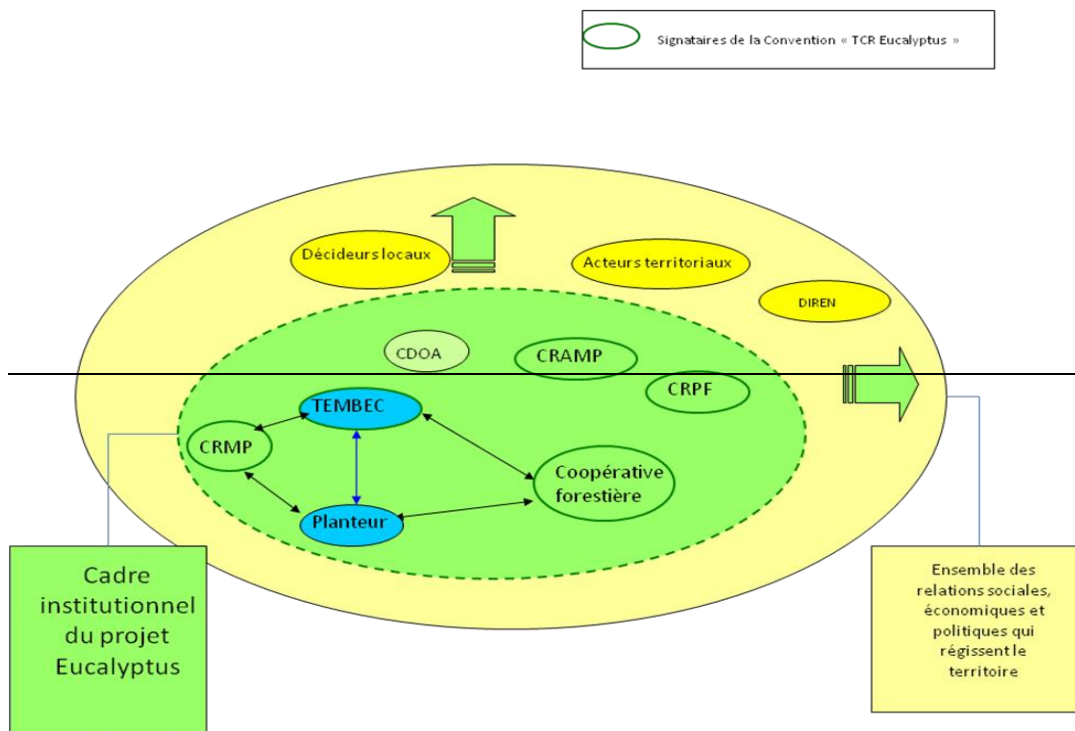 Signataires de la Convention « TCR Eucalyptus »
Décideurs locaux
Acteurs territoriaux
DIREN
CDOA
CRAMP
CRPF
TEMBEC
CRMP
Coopérative
forestière
Planteur
Cadre
institutionnel
du projet
Eucalyptus
Ensemble des
relations sociales,
économiques et
politiques qui
régissent le
territoire